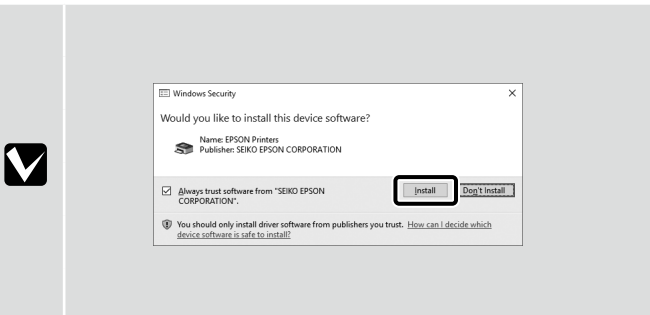 Windows Security
Would you like to install this device software?
Name: EPSON Printers
Publisher: SEIKO EPSON CORPORATION
Always trust software from "SEIKO EPSON
CORPORATION".
Install
Don't Install
You should only install driver software from publishers you trust. How can I decide which
device software is safe to install?